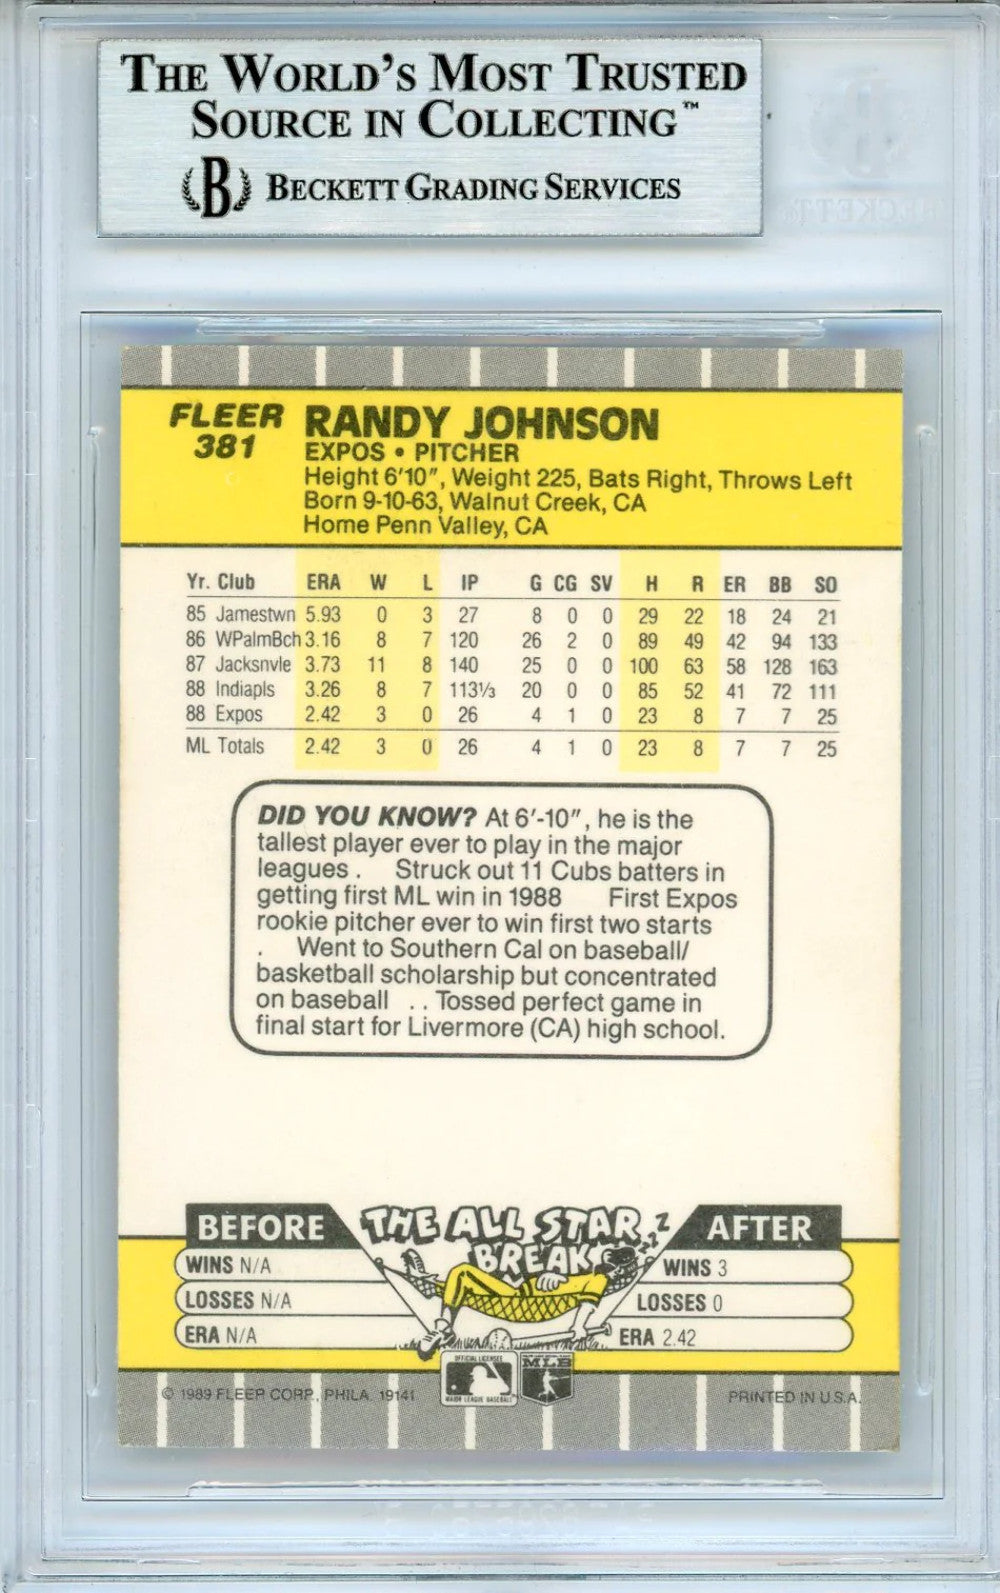 THE WORLD'S MOST TRUSTED
SOURCE IN COLLECTING™
B BECKETT GRADING SERVICES
BECKETT
FLEER RANDY JOHNSON
381 EXPOS • PITCHER
Height 6'10", Weight 225, Bats Right, Throws Left
Born 9-10-63, Walnut Creek, CA
Home Penn Valley, CA
Yr. Club ERA W L IP G CG SV H R ER BB SO
85 Jamestwn 5.93 0 3 27 8 0 0 29 22 18 24 21
86 WPalmBch 3.16 8 7 120 26 2 0 89 49 42 94 133
87 Jacksnvle 3.73 11 8 140 25 0 0 100 63 58 128 163
88 Indiapls 3.26 8 7 113⅓ 20 0 0 85 52 41 72 111
88 Expos 2.42 3 0 26 4 1 0 23 8 7 7 25
ML Totals 2.42 3 0 26 4 1 0 23 8 7 7 25
DID YOU KNOW? At 6'-10", he is the
tallest player ever to play in the major
leagues . Struck out 11 Cubs batters in
getting first ML win in 1988 First Expos
rookie pitcher ever to win first two starts
. Went to Southern Cal on baseball/
basketball scholarship but concentrated
on baseball . . Tossed perfect game in
final start for Livermore (CA) high school.
BEFORE THE ALL STAR BREAK ZZZ AFTER
WINS N/A WINS 3
LOSSES N/A LOSSES 0
ERA N/A ERA 2.42
OFFICIAL LICENSEE MLB
MAJOR LEAGUE BASEBALL
© 1989 FLEER CORP., PHILA. 19141 PRINTED IN U.S.A.